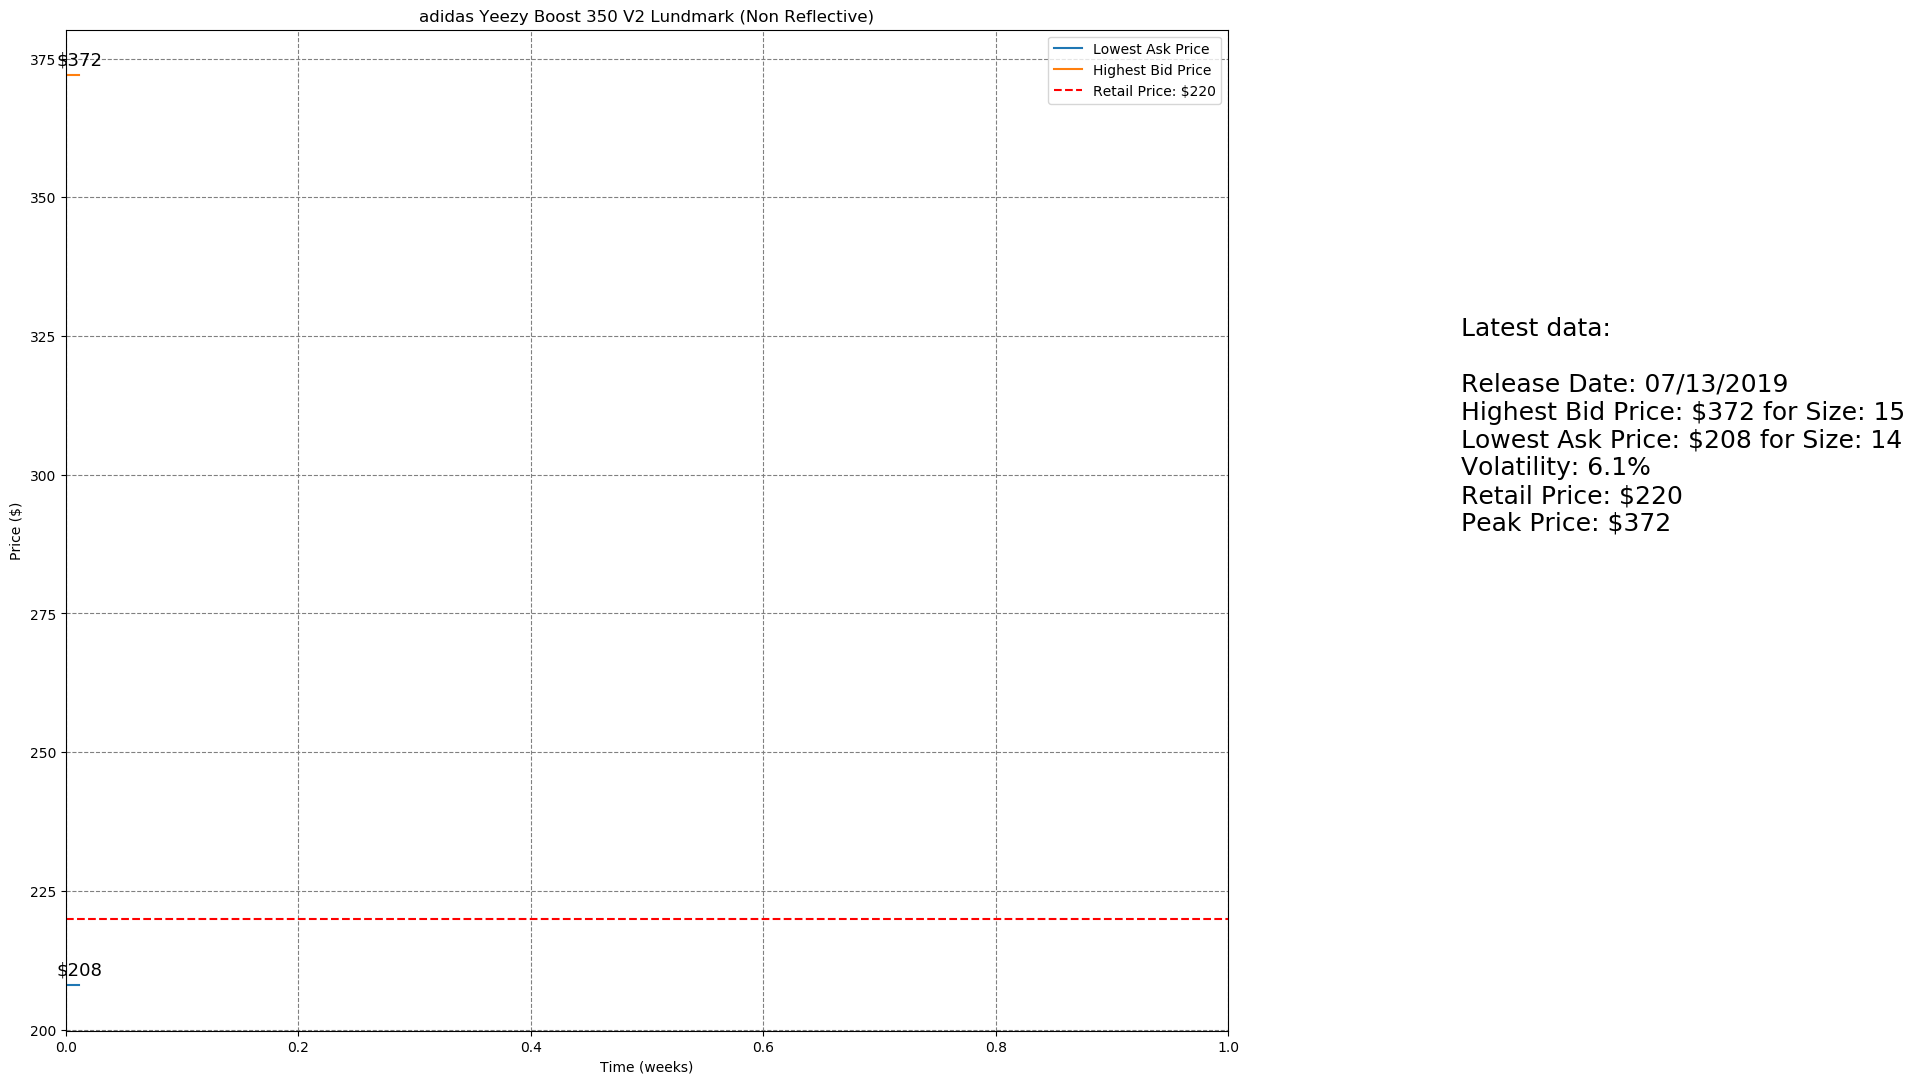 adidas Yeezy Boost 350 V2 Lundmark (Non Reflective)
Lowest Ask Price
Highest Bid Price
Retail Price: $220
$372
$208
375
350
325
300
275
250
225
200
Price ($)
0.0
0.2
0.4
0.6
0.8
1.0
Time (weeks)
Latest data:
Release Date: 07/13/2019
Highest Bid Price: $372 for Size: 15
Lowest Ask Price: $208 for Size: 14
Volatility: 6.1%
Retail Price: $220
Peak Price: $372